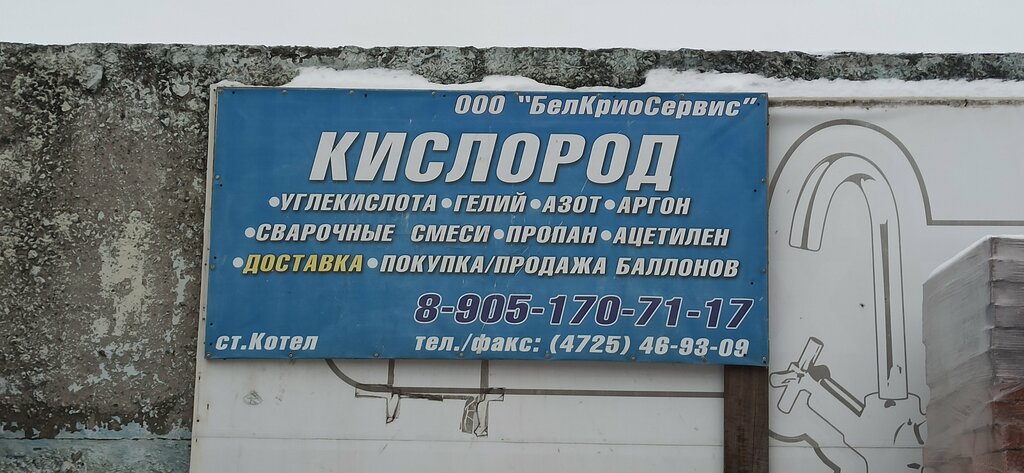 ООО "БелКриоСервис"
КИСЛОРОД
•УГЛЕКИСЛОТА•ГЕЛИЙ•АЗОТ•АРГОН
•СВАРОЧНЫЕ СМЕСИ•ПРОПАН•АЦЕТИЛЕН
•ДОСТАВКА•ПОКУПКА/ПРОДАЖА БАЛЛОНОВ
8-905-170-71-17
ст.Котел тел./факс: (4725) 46-93-09